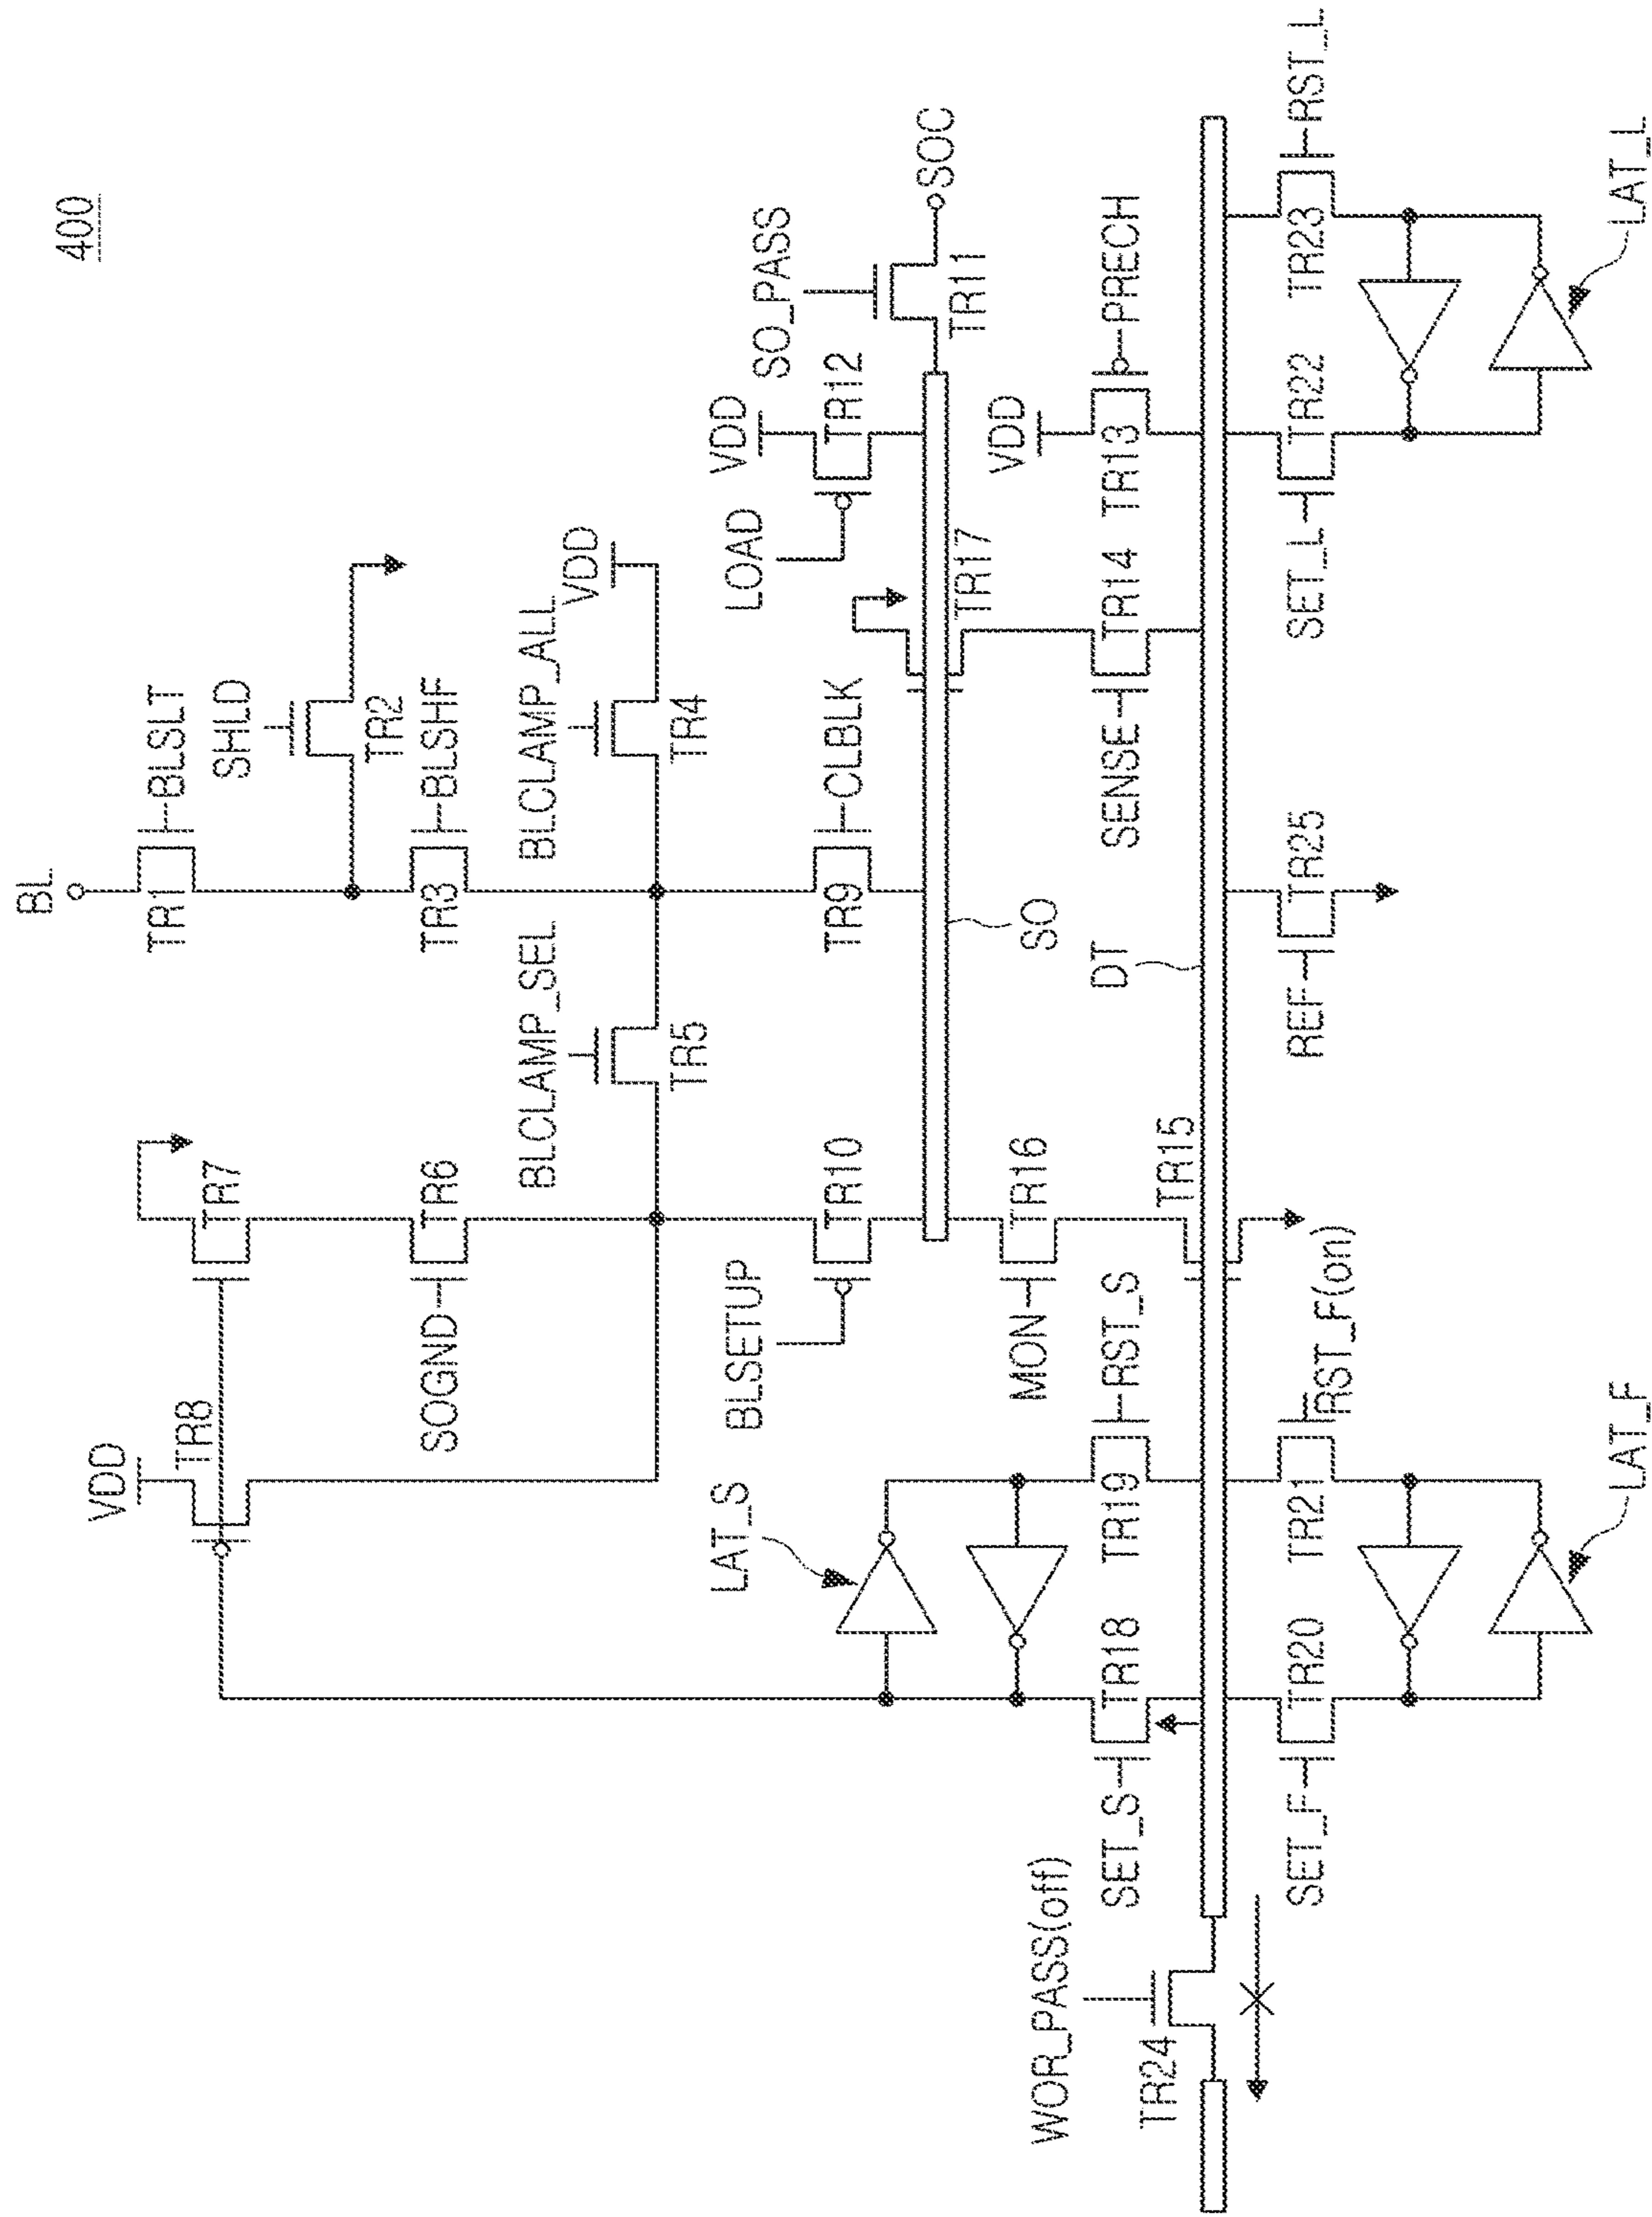 400
BL
BLSLT
TR1
SHLD
TR2
BLSHF
TR3
VDD
TR8
TR7
TR6
SOGND
BLCLAMP_SEL
TR5
BLCLAMP_ALL
TR4
VDD
BLSETUP
TR10
TR9
CLBLK
LOAD
VDD
TR12
SO_PASS
TR11
SOC
SO
TR17
LAT_S
MON
TR16
VDD
SET_S
TR18
TR19
RST_S
TR15
DT
SENSE
TR14
TR13
PRECH
WOR_PASS(off)
TR24
SET_F
TR20
TR21
RST_F(on)
REF
TR25
SET_L
TR22
TR23
RST_L
LAT_F
LAT_L